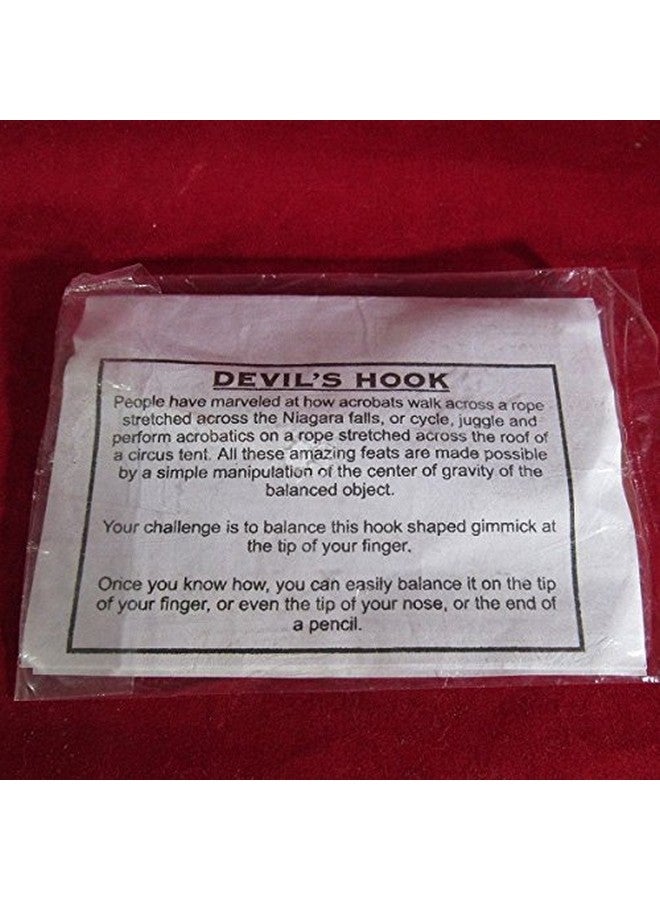 DEVIL'S HOOK
People have marveled at how acrobats walk across a rope
stretched across the Niagara falls, or cycle, juggle and
perform acrobatics on a rope stretched across the roof of
a circus tent. All these amazing feats are made possible
by a simple manipulation of the center of gravity of the
balanced object.
Your challenge is to balance this hook shaped gimmick at
the tip of your finger.
Once you know how, you can easily balance it on the tip
of your finger, or even the tip of your nose, or the end of
a pencil.